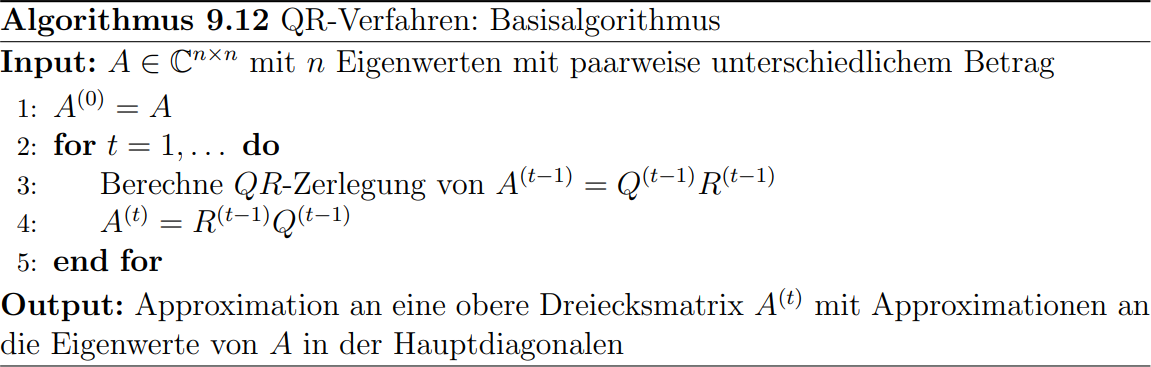 Algorithmus 9.12 QR-Verfahren: Basisalgorithmus
Input: A ∈ ℂ^{n×n} mit n Eigenwerten mit paarweise unterschiedlichem Betrag
1: A^{(0)} = A
2: for t = 1, … do
3: Berechne QR-Zerlegung von A^{(t−1)} = Q^{(t−1)}R^{(t−1)}
4: A^{(t)} = R^{(t−1)}Q^{(t−1)}
5: end for
Output: Approximation an eine obere Dreiecksmatrix A^{(t)} mit Approximationen an
die Eigenwerte von A in der Hauptdiagonalen